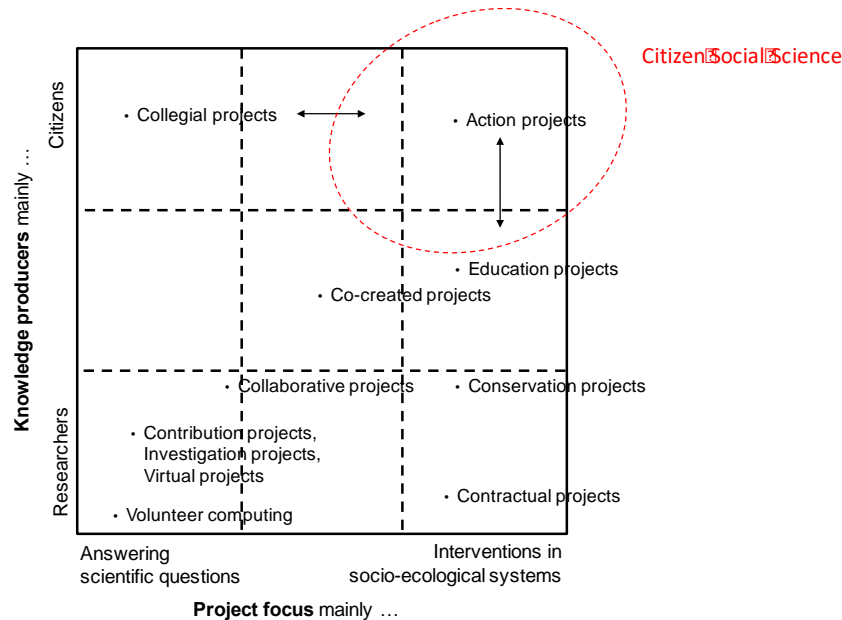 Citizen Social Science
Citizens
• Collegial projects
• Action projects
Knowledge producers mainly …
• Education projects
• Co-created projects
• Collaborative projects
• Conservation projects
Researchers
• Contribution projects,
Investigation projects,
Virtual projects
• Contractual projects
• Volunteer computing
Answering
scientific questions
Interventions in
socio-ecological systems
Project focus mainly …